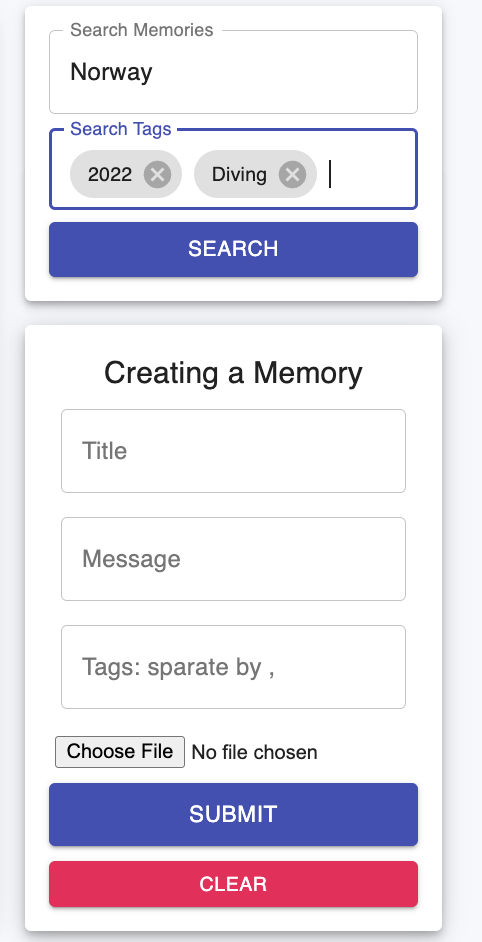 Search Memories
Norway
Search Tags
2022 Diving
SEARCH
Creating a Memory
Title
Message
Tags: sparate by ,
Choose File No file chosen
SUBMIT
CLEAR